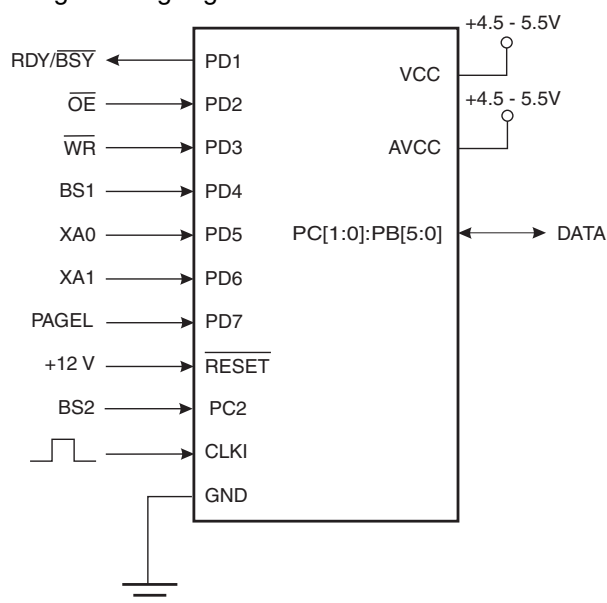 +4.5 - 5.5V
RDY/BSY PD1
VCC
OE PD2
+4.5 - 5.5V
WR PD3
AVCC
BS1 PD4
XA0 PD5 PC[1:0]:PB[5:0] DATA
XA1 PD6
PAGEL PD7
+12 V RESET
BS2 PC2
CLKI
GND